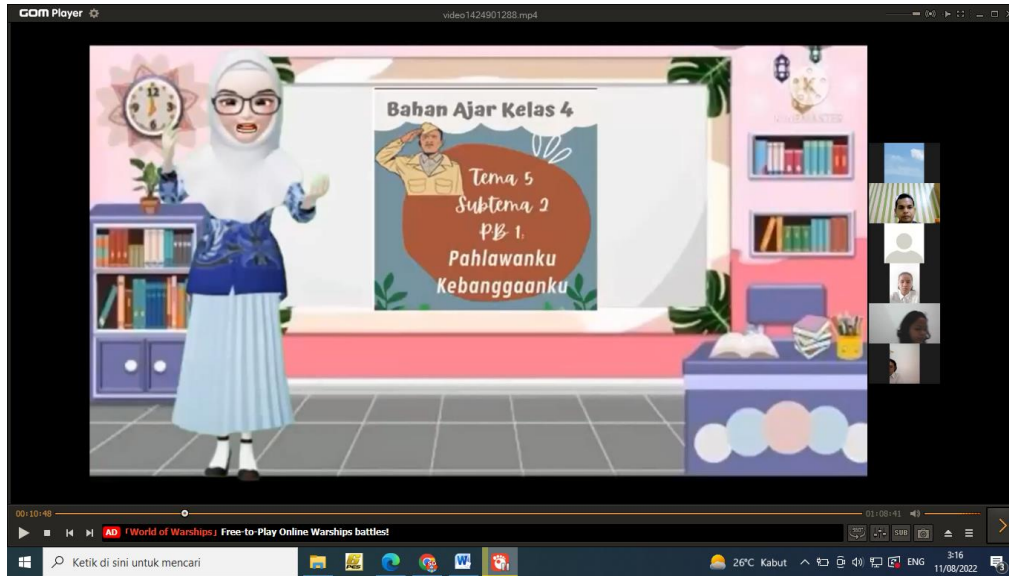 GOM Player
video1424901288.mp4
Bahan Ajar Kelas 4
Tema 5
Subtema 2
PB 1.
Pahlawanku
Kebanggaanku
00:10:48
01:08:41
AD 「World of Warships」 Free-to-Play Online Warships battles!
SUB
Ketik di sini untuk mencari
26°C Kabut
ENG
3:16
11/08/2022
3